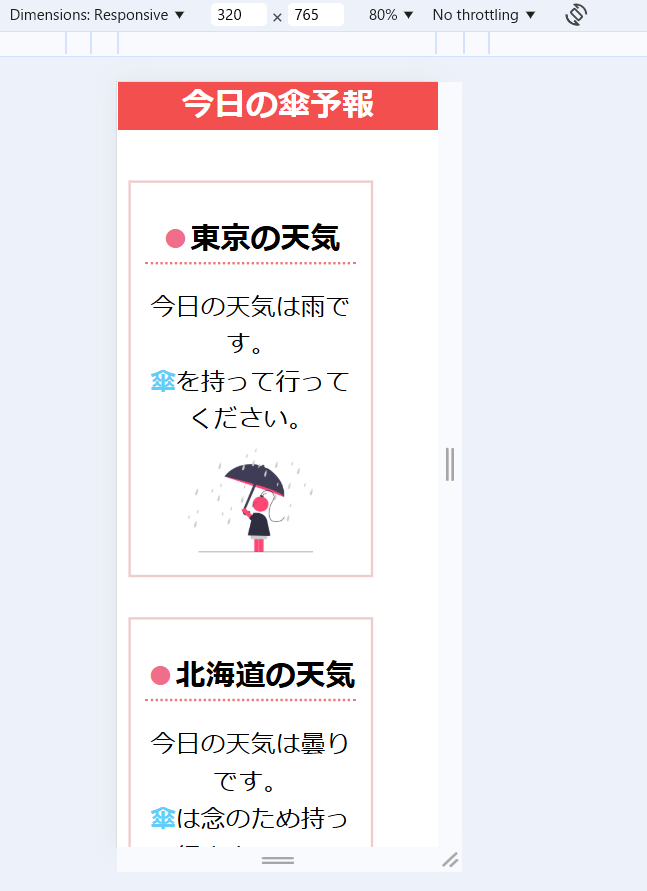 Dimensions: Responsive ▼ 320 × 765 80% ▼ No throttling ▼
今日の傘予報
東京の天気
今日の天気は雨で
す。
傘を持って行って
ください。
北海道の天気
今日の天気は曇り
です。
傘は念のため持っ